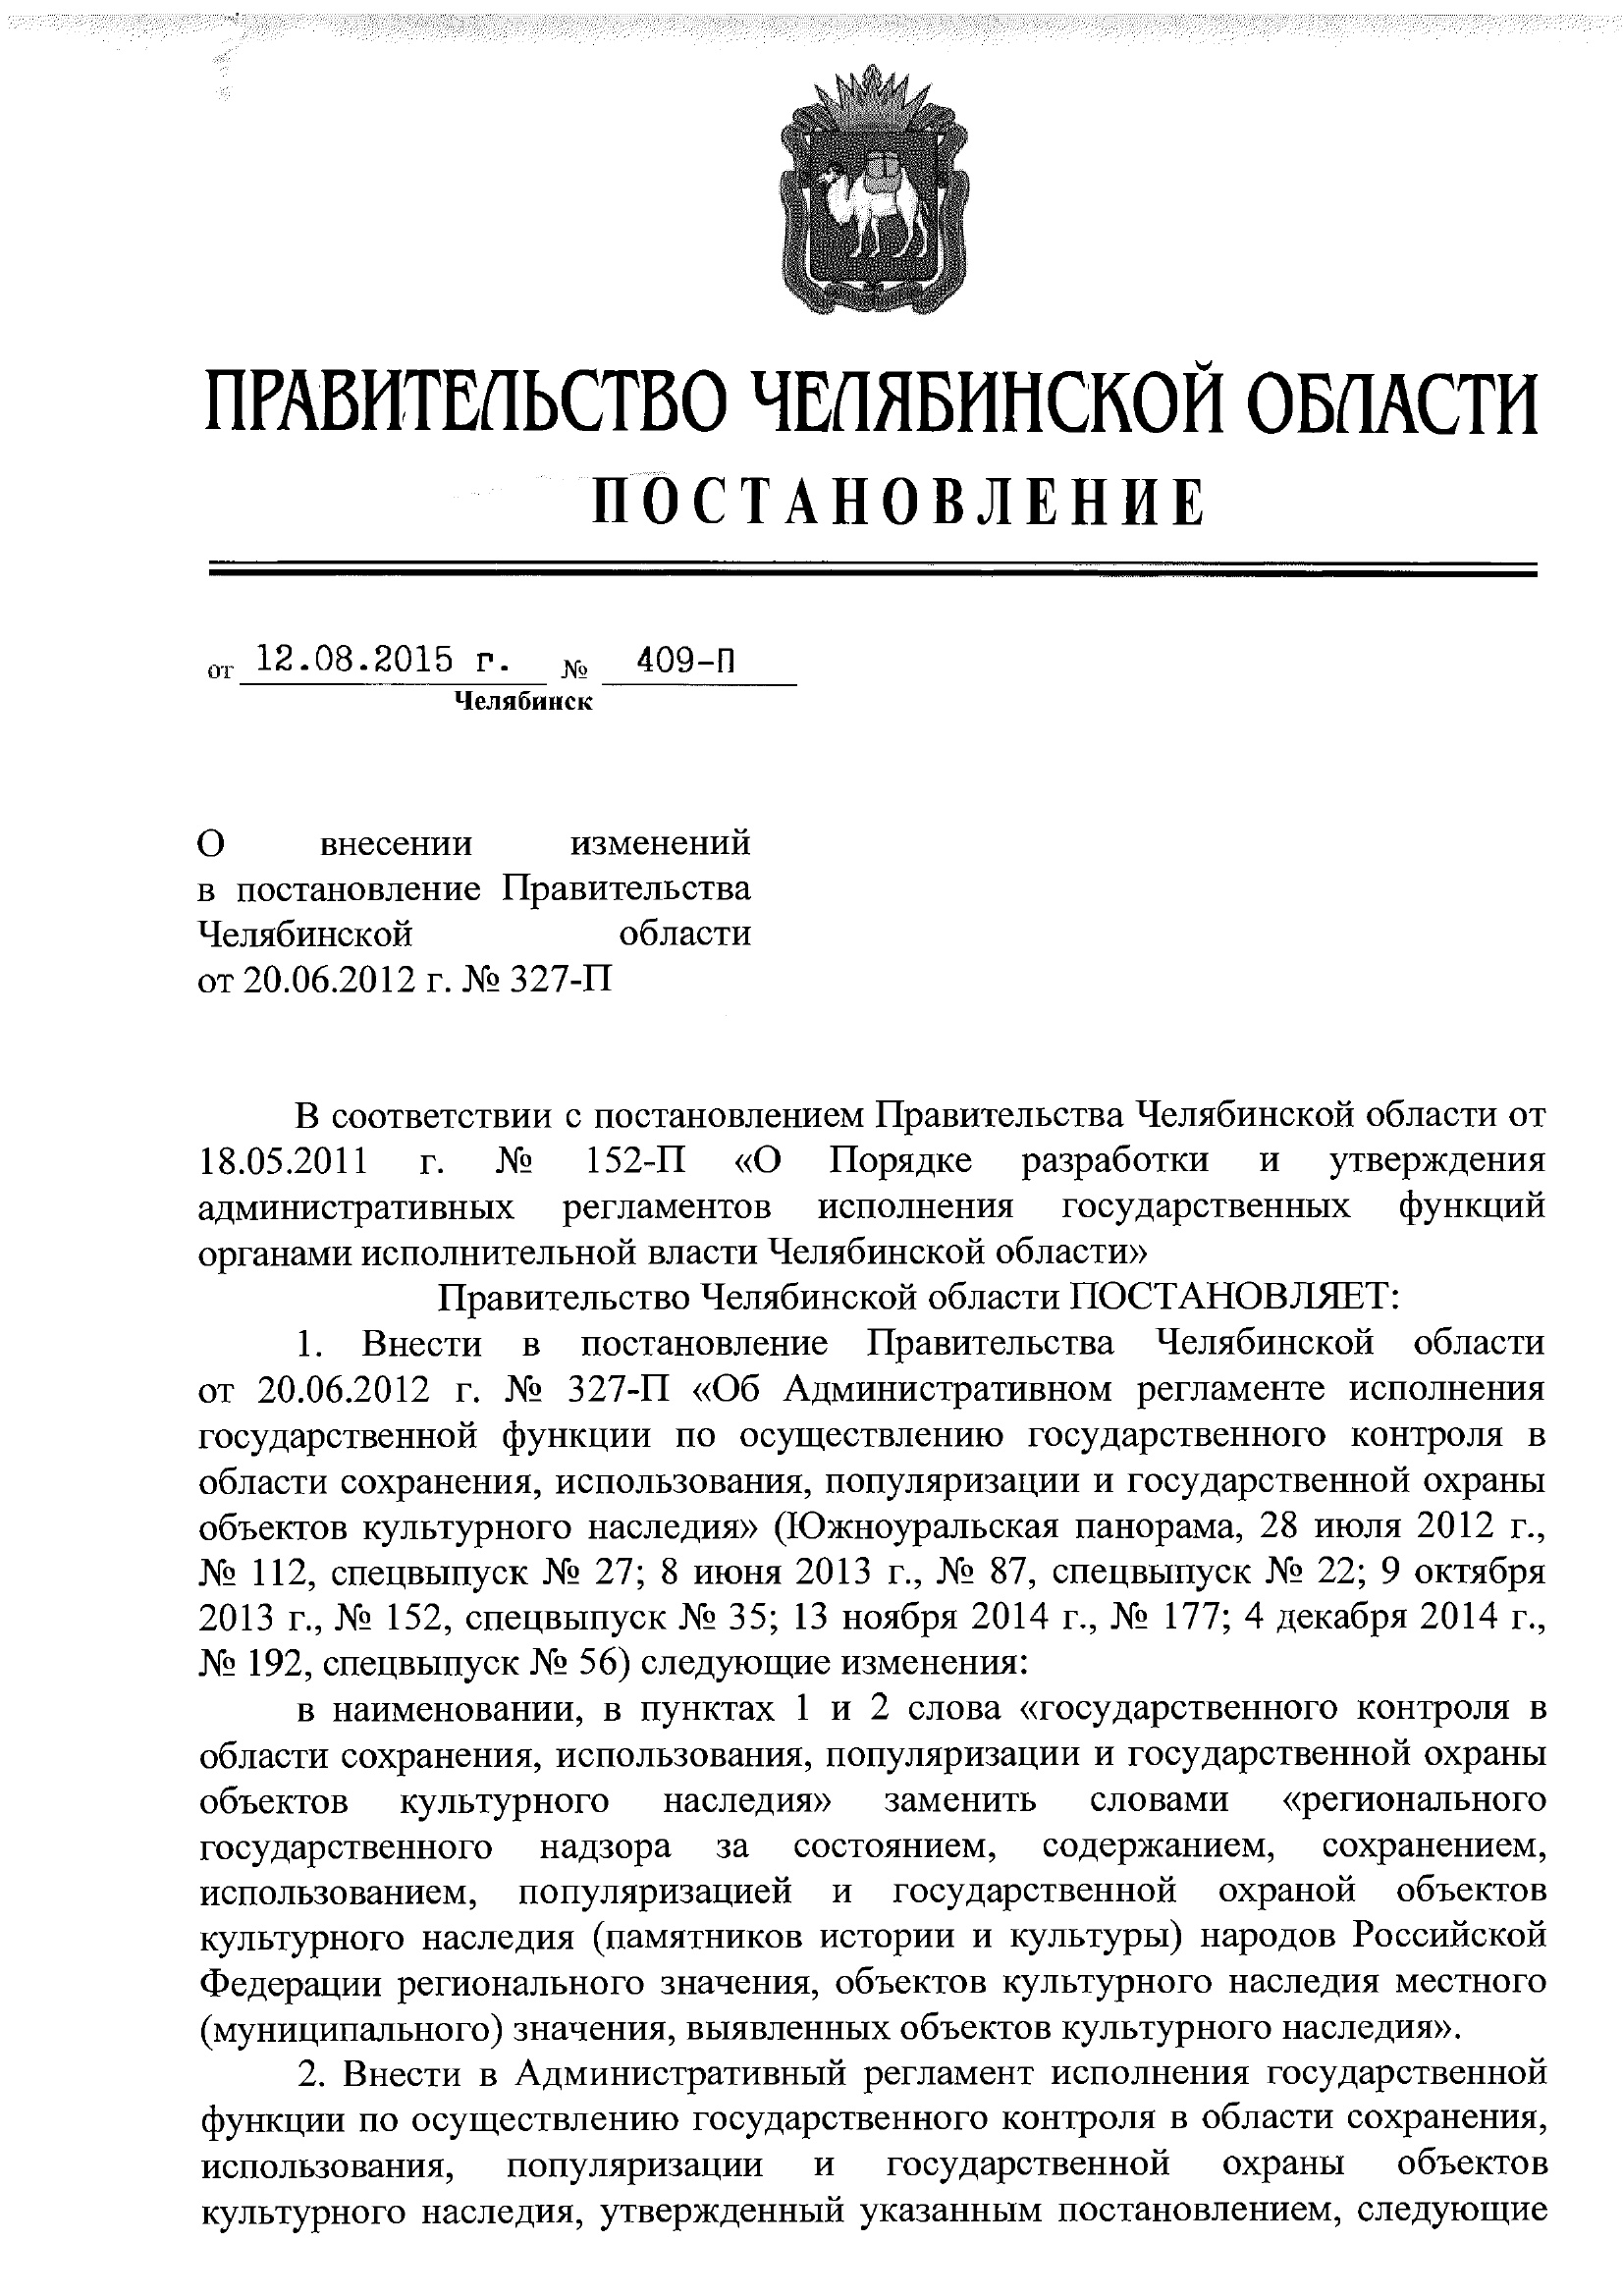 ПРАВИТЕЛЬСТВО ЧЕЛЯБИНСКОЙ ОБЛАСТИ
ПОСТАНОВЛЕНИЕ
от 12.08.2015 г. № 409-П
Челябинск
О внесении изменений
в постановление Правительства
Челябинской области
от 20.06.2012 г. № 327-П
В соответствии с постановлением Правительства Челябинской области от
18.05.2011 г. № 152-П «О Порядке разработки и утверждения
административных регламентов исполнения государственных функций
органами исполнительной власти Челябинской области»
Правительство Челябинской области ПОСТАНОВЛЯЕТ:
1. Внести в постановление Правительства Челябинской области
от 20.06.2012 г. № 327-П «Об Административном регламенте исполнения
государственной функции по осуществлению государственного контроля в
области сохранения, использования, популяризации и государственной охраны
объектов культурного наследия» (Южноуральская панорама, 28 июля 2012 г.,
№ 112, спецвыпуск № 27; 8 июня 2013 г., № 87, спецвыпуск № 22; 9 октября
2013 г., № 152, спецвыпуск № 35; 13 ноября 2014 г., № 177; 4 декабря 2014 г.,
№ 192, спецвыпуск № 56) следующие изменения:
в наименовании, в пунктах 1 и 2 слова «государственного контроля в
области сохранения, использования, популяризации и государственной охраны
объектов культурного наследия» заменить словами «регионального
государственного надзора за состоянием, содержанием, сохранением,
использованием, популяризацией и государственной охраной объектов
культурного наследия (памятников истории и культуры) народов Российской
Федерации регионального значения, объектов культурного наследия местного
(муниципального) значения, выявленных объектов культурного наследия».
2. Внести в Административный регламент исполнения государственной
функции по осуществлению государственного контроля в области сохранения,
использования, популяризации и государственной охраны объектов
культурного наследия, утвержденный указанным постановлением, следующие